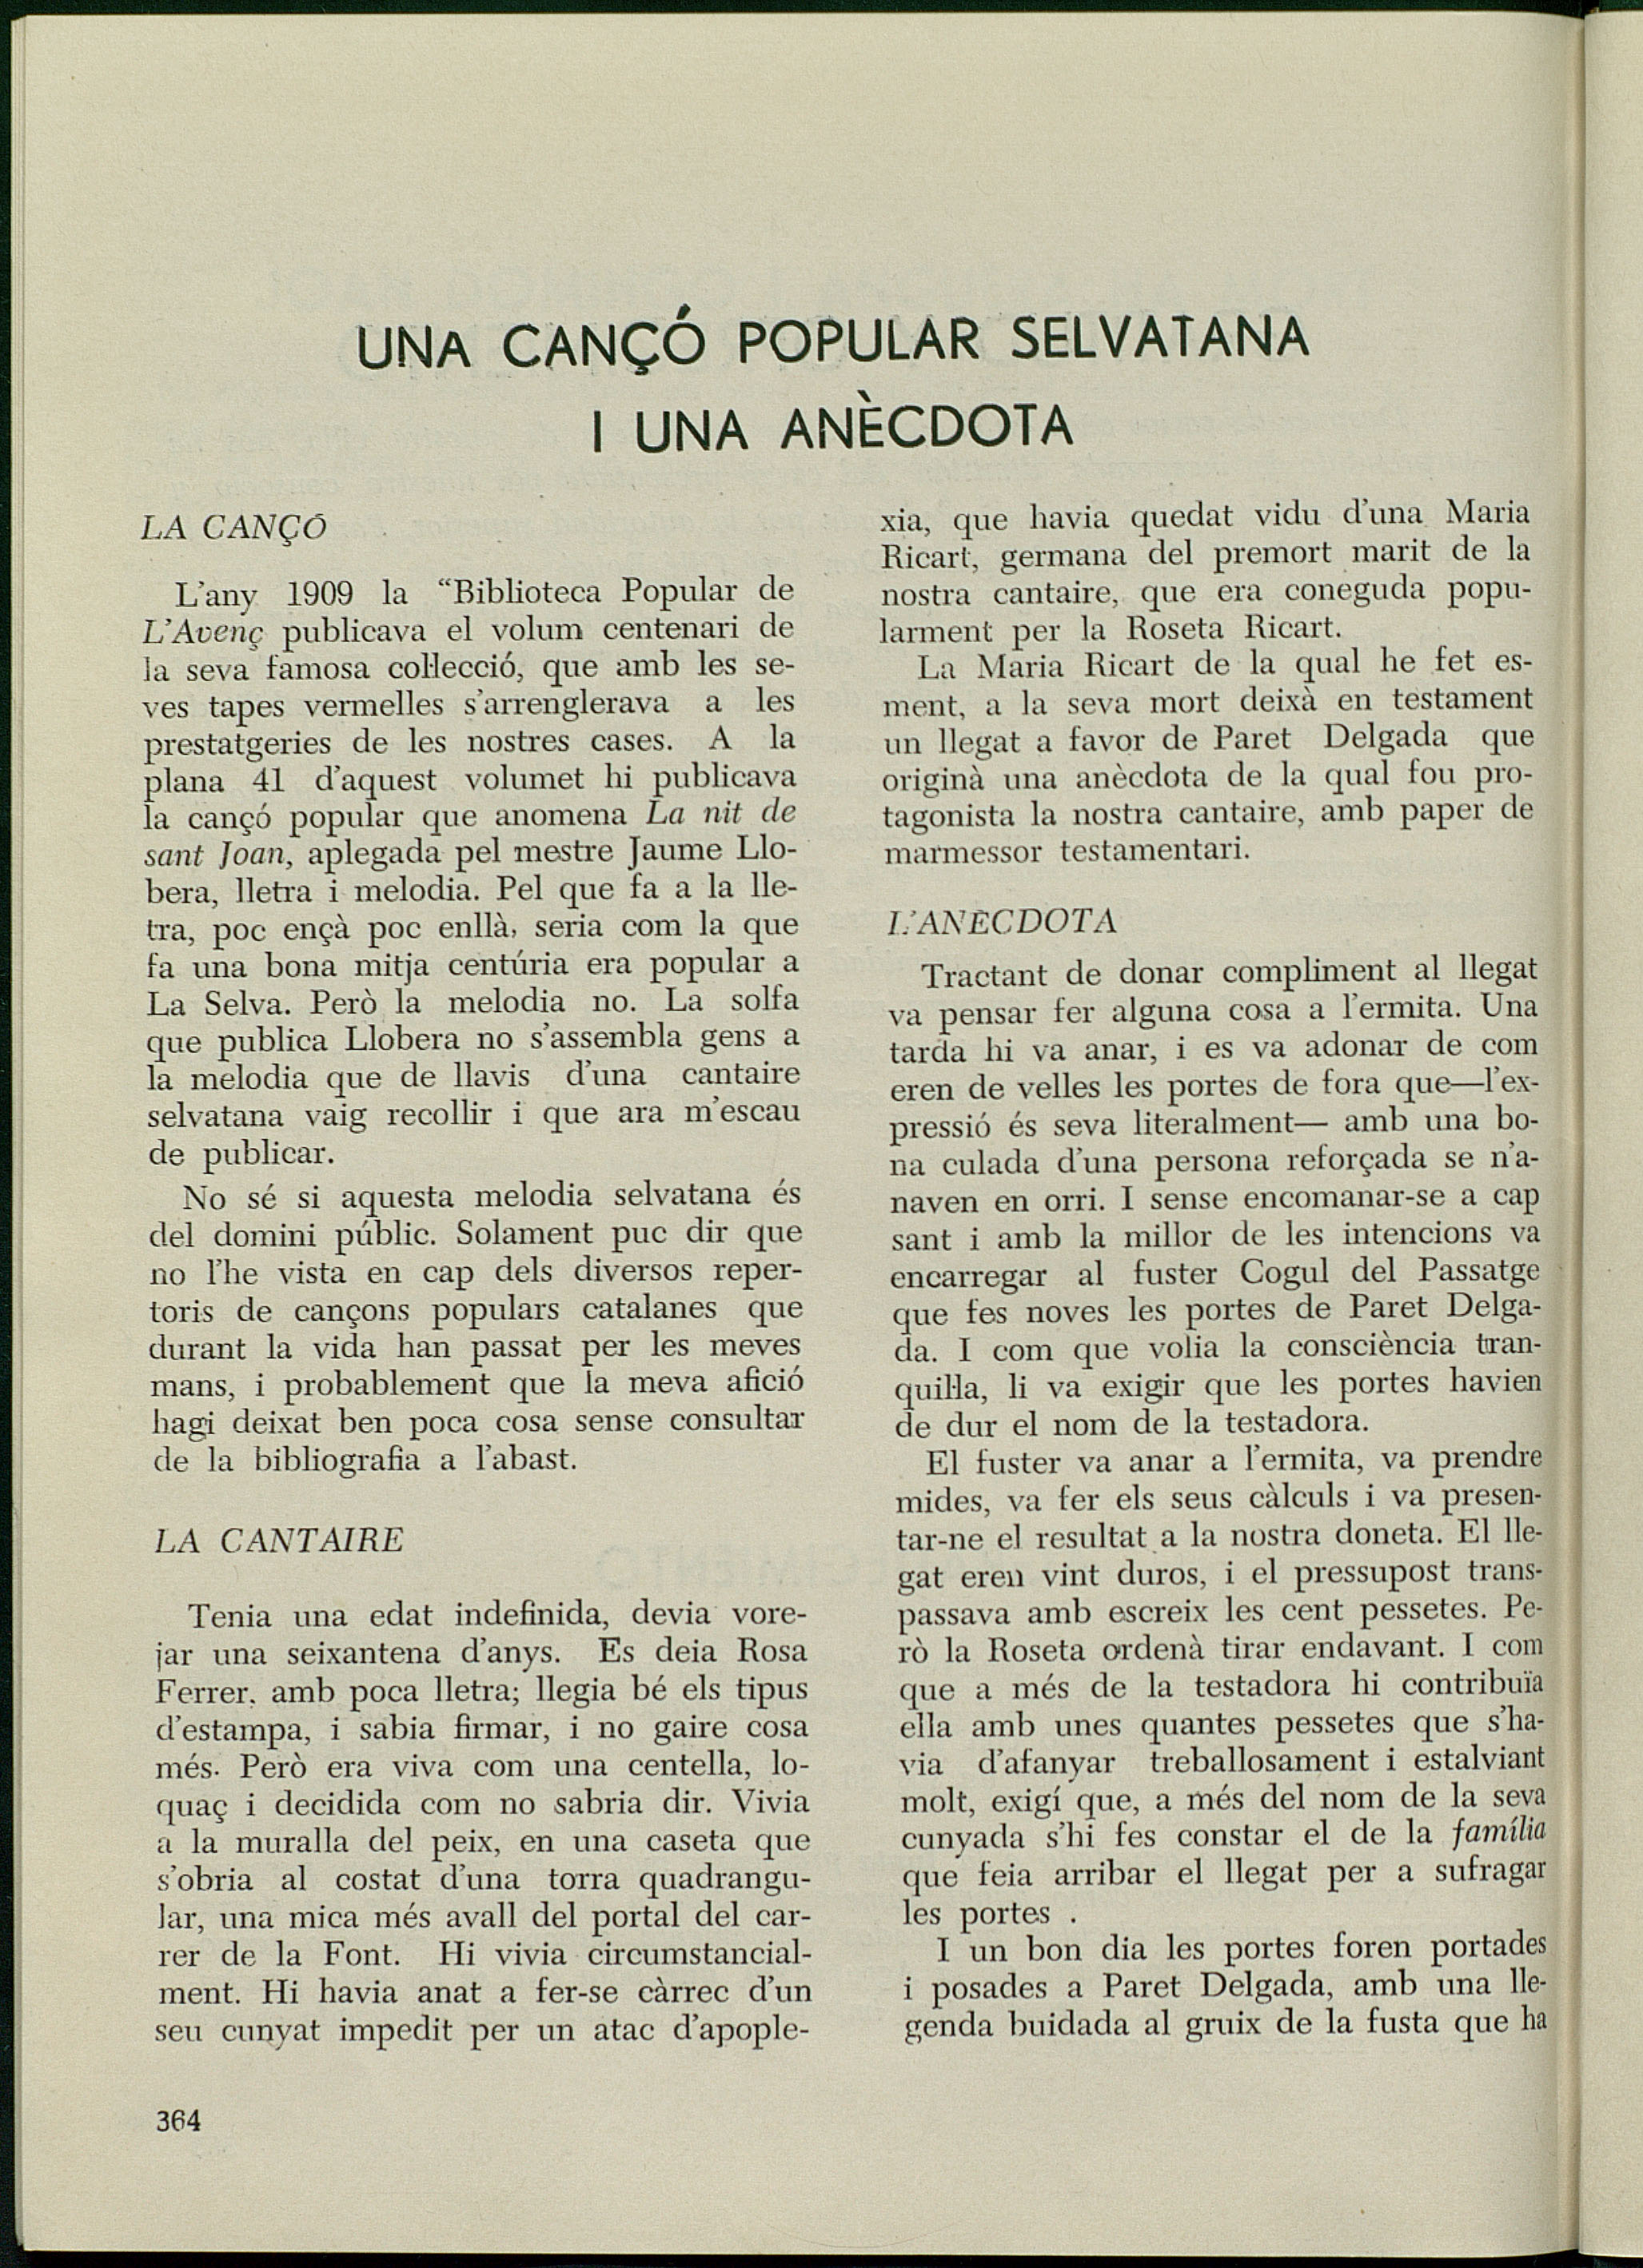 UNA CANÇÓ POPULAR SELVATANA
I UNA ANÈCDOTA
LA CANÇÓ
L'any 1909 la “Biblioteca Popular de
L'Avenç publicava el volum centenari de
la seva famosa col·lecció, que amb les se-
ves tapes vermelles s'arrenglerava a les
prestatgeries de les nostres cases. A la
plana 41 d'aquest volumet hi publicava
la cançó popular que anomena La nit de
sant Joan, aplegada pel mestre Jaume Llo-
bera, lletra i melodia. Pel que fa a la lle-
tra, poc ençà poc enllà, seria com la que
fa una bona mitja centúria era popular a
La Selva. Però la melodia no. La solfa
que publica Llobera no s'assembla gens a
la melodia que de llavis d'una cantaire
selvatana vaig recollir i que ara m'escau
de publicar.
No sé si aquesta melodia selvatana és
del domini públic. Solament puc dir que
no l'he vista en cap dels diversos reper-
toris de cançons populars catalanes que
durant la vida han passat per les meves
mans, i probablement que la meva afició
hagi deixat ben poca cosa sense consultar
de la bibliografia a l'abast.
LA CANTAIRE
Tenia una edat indefinida, devia vore-
jar una seixantena d'anys. Es deia Rosa
Ferrer, amb poca lletra; llegia bé els tipus
d'estampa, i sabia firmar, i no gaire cosa
més. Però era viva com una centella, lo-
quaç i decidida com no sabria dir. Vivia
a la muralla del peix, en una caseta que
s'obria al costat d'una torra quadrangu-
lar, una mica més avall del portal del car-
rer de la Font. Hi vivia circumstancial-
ment. Hi havia anat a fer-se càrrec d'un
seu cunyat impedit per un atac d'apople-
xia, que havia quedat vidu d'una Maria
Ricart, germana del premort marit de la
nostra cantaire, que era coneguda popu-
larment per la Roseta Ricart.
La Maria Ricart de la qual he fet es-
ment, a la seva mort deixà en testament
un llegat a favor de Paret Delgada que
originà una anècdota de la qual fou pro-
tagonista la nostra cantaire, amb paper de
marmessor testamentari.
L'ANÈCDOTA
Tractant de donar compliment al llegat
va pensar fer alguna cosa a l'ermita. Una
tarda hi va anar, i es va adonar de com
eren de velles les portes de fora que—l'ex-
pressió és seva literalment— amb una bo-
na culada d'una persona reforçada se n'a-
naven en orri. I sense encomanar-se a cap
sant i amb la millor de les intencions va
encarregar al fuster Cogul del Passatge
que fes noves les portes de Paret Delga-
da. I com que volia la consciència tran-
quil·la, li va exigir que les portes havien
de dur el nom de la testadora.
El fuster va anar a l'ermita, va prendre
mides, va fer els seus càlculs i va presen-
tar-ne el resultat a la nostra doneta. El lle-
gat eren vint duros, i el pressupost trans-
passava amb escreix les cent pessetes. Pe-
rò la Roseta ordenà tirar endavant. I com
que a més de la testadora hi contribuïa
ella amb unes quantes pessetes que s'ha-
via d'afanyar treballosament i estalviant
molt, exigí que, a més del nom de la seva
cunyada s'hi fes constar el de la família
que feia arribar el llegat per a sufragar
les portes .
I un bon dia les portes foren portades
i posades a Paret Delgada, amb una lle-
genda buidada al gruix de la fusta que ha
364